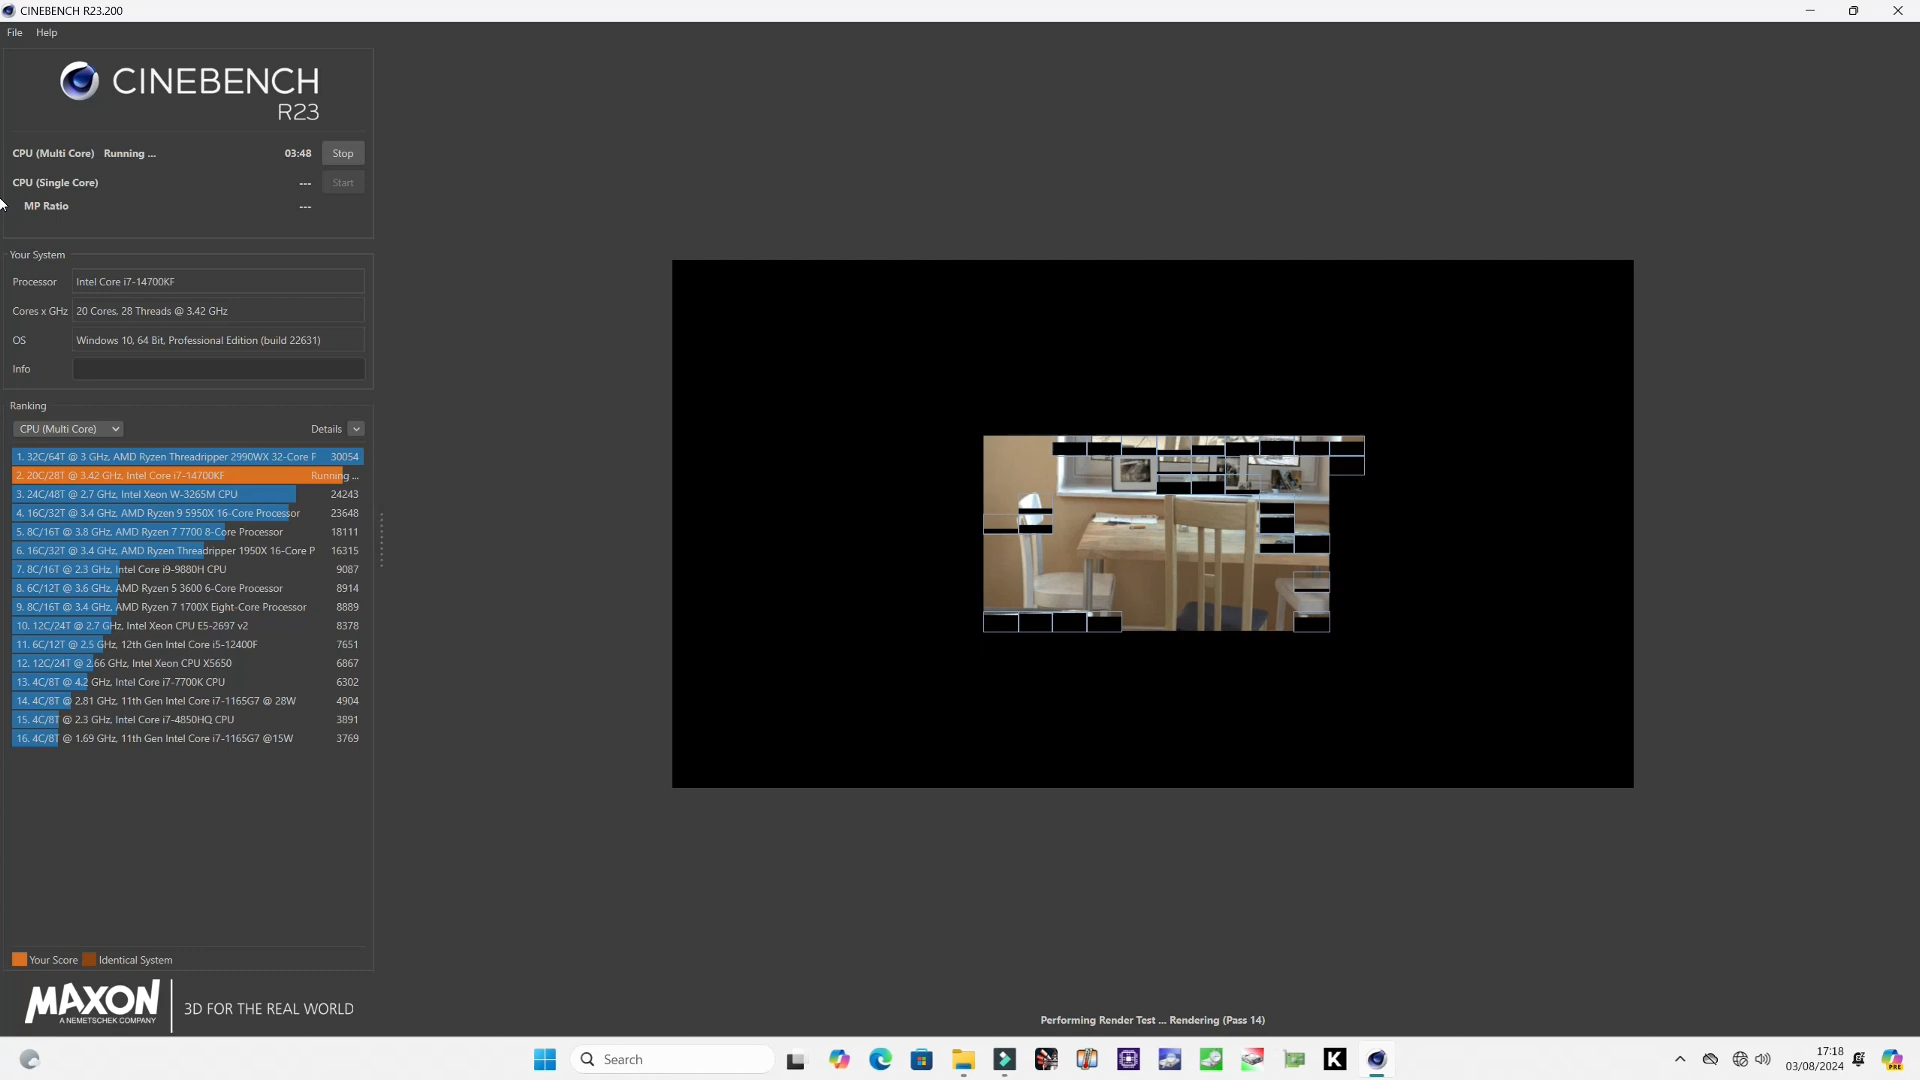 CINEBENCH R23.200
File Help
CINEBENCH
R23
CPU (Multi Core) Running ... 03:48 Stop
CPU (Single Core) --- Start
MP Ratio ---
Your System
Processor Intel Core i7-14700KF
Cores x GHz 20 Cores, 28 Threads @ 3.42 GHz
OS Windows 10, 64 Bit, Professional Edition (build 22631)
Info
Ranking
CPU (Multi Core) Details
1. 32C/64T @ 3 GHz, AMD Ryzen Threadripper 2990WX 32-Core P 30054
2. 20C/28T @ 3.42 GHz, Intel Core i7-14700KF Running ...
3. 24C/48T @ 2.7 GHz, Intel Xeon W-3265M CPU 24243
4. 16C/32T @ 3.4 GHz, AMD Ryzen 9 5950X 16-Core Processor 23648
5. 8C/16T @ 3.8 GHz, AMD Ryzen 7 7700 8-Core Processor 18111
6. 16C/32T @ 3.4 GHz, AMD Ryzen Threadripper 1950X 16-Core P 16315
7. 8C/16T @ 2.3 GHz, Intel Core i9-9880H CPU 9087
8. 6C/12T @ 3.6 GHz, AMD Ryzen 5 3600 6-Core Processor 8914
9. 8C/16T @ 3.4 GHz, AMD Ryzen 7 1700X Eight-Core Processor 8889
10. 12C/24T @ 2.7 GHz, Intel Xeon CPU E5-2697 v2 8378
11. 6C/12T @ 2.5 GHz, 12th Gen Intel Core i5-12400F 7651
12. 12C/24T @ 2.66 GHz, Intel Xeon CPU X5650 6867
13. 4C/8T @ 4.2 GHz, Intel Core i7-7700K CPU 6302
14. 4C/8T @ 2.81 GHz, 11th Gen Intel Core i7-1165G7 @ 28W 4904
15. 4C/8T @ 2.3 GHz, Intel Core i7-4850HQ CPU 3891
16. 4C/8T @ 1.69 GHz, 11th Gen Intel Core i7-1165G7 @15W 3769
Your Score Identical System
MAXON
A NEMETSCHEK COMPANY
3D FOR THE REAL WORLD
Performing Render Test ... Rendering (Pass 14)
Search
K
17:18
03/08/2024
PRE